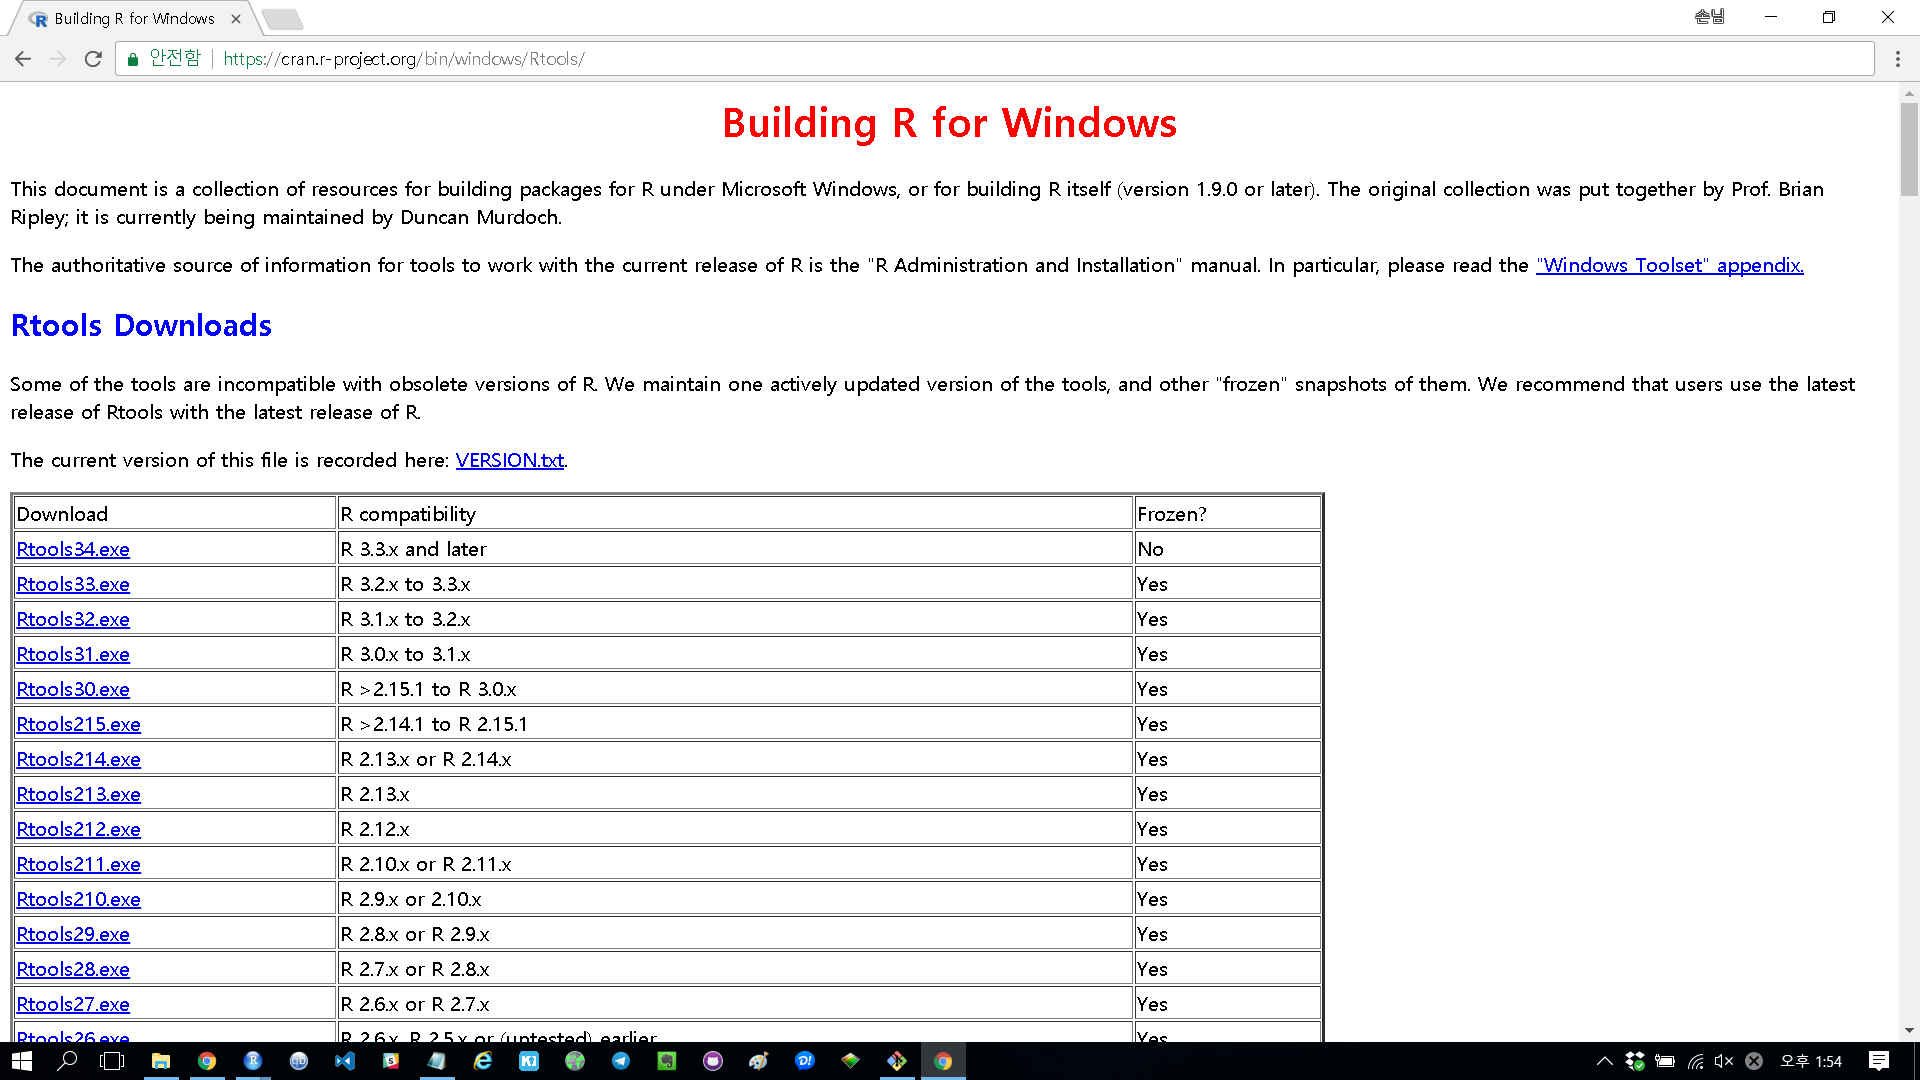 Building R for Windows
손님
안전함 | https://cran.r-project.org/bin/windows/Rtools/
Building R for Windows
This document is a collection of resources for building packages for R under Microsoft Windows, or for building R itself (version 1.9.0 or later). The original collection was put together by Prof. Brian
Ripley; it is currently being maintained by Duncan Murdoch.
The authoritative source of information for tools to work with the current release of R is the "R Administration and Installation" manual. In particular, please read the "Windows Toolset" appendix.
Rtools Downloads
Some of the tools are incompatible with obsolete versions of R. We maintain one actively updated version of the tools, and other "frozen" snapshots of them. We recommend that users use the latest
release of Rtools with the latest release of R.
The current version of this file is recorded here: VERSION.txt.
Download R compatibility Frozen?
Rtools34.exe R 3.3.x and later No
Rtools33.exe R 3.2.x to 3.3.x Yes
Rtools32.exe R 3.1.x to 3.2.x Yes
Rtools31.exe R 3.0.x to 3.1.x Yes
Rtools30.exe R >2.15.1 to R 3.0.x Yes
Rtools215.exe R >2.14.1 to R 2.15.1 Yes
Rtools214.exe R 2.13.x or R 2.14.x Yes
Rtools213.exe R 2.13.x Yes
Rtools212.exe R 2.12.x Yes
Rtools211.exe R 2.10.x or R 2.11.x Yes
Rtools210.exe R 2.9.x or 2.10.x Yes
Rtools29.exe R 2.8.x or R 2.9.x Yes
Rtools28.exe R 2.7.x or R 2.8.x Yes
Rtools27.exe R 2.6.x or R 2.7.x Yes
Rtools26.exe R 2.6.x, R 2.5.x or (untested) earlier Yes
오후 1:54